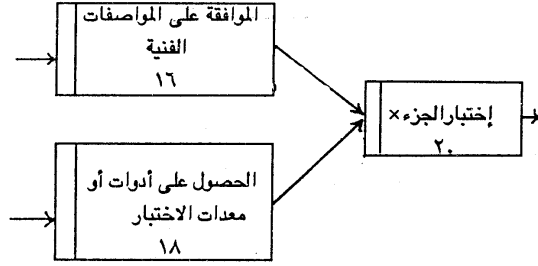 الموافقة على المواصفات
الفنية
١٦
إختبار الجزء ×
٢٠
الحصول على أدوات أو
معدات الاختبار
١٨